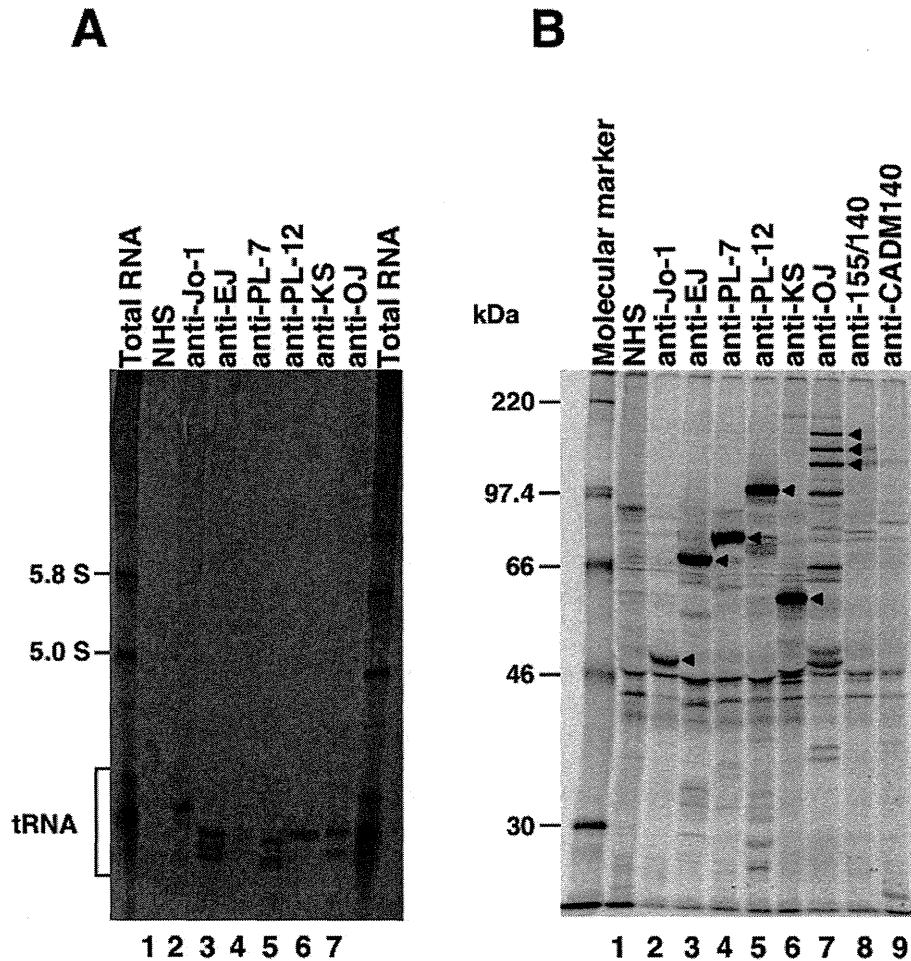 A
Total RNA
NHS
anti-Jo-1
anti-EJ
anti-PL-7
anti-PL-12
anti-KS
anti-OJ
Total RNA
5.8 S
5.0 S
tRNA
1 2 3 4 5 6 7
B
kDa
Molecular marker
NHS
anti-Jo-1
anti-EJ
anti-PL-7
anti-PL-12
anti-KS
anti-OJ
anti-155/140
anti-CADM140
220
97.4
66
46
30
1 2 3 4 5 6 7 8 9